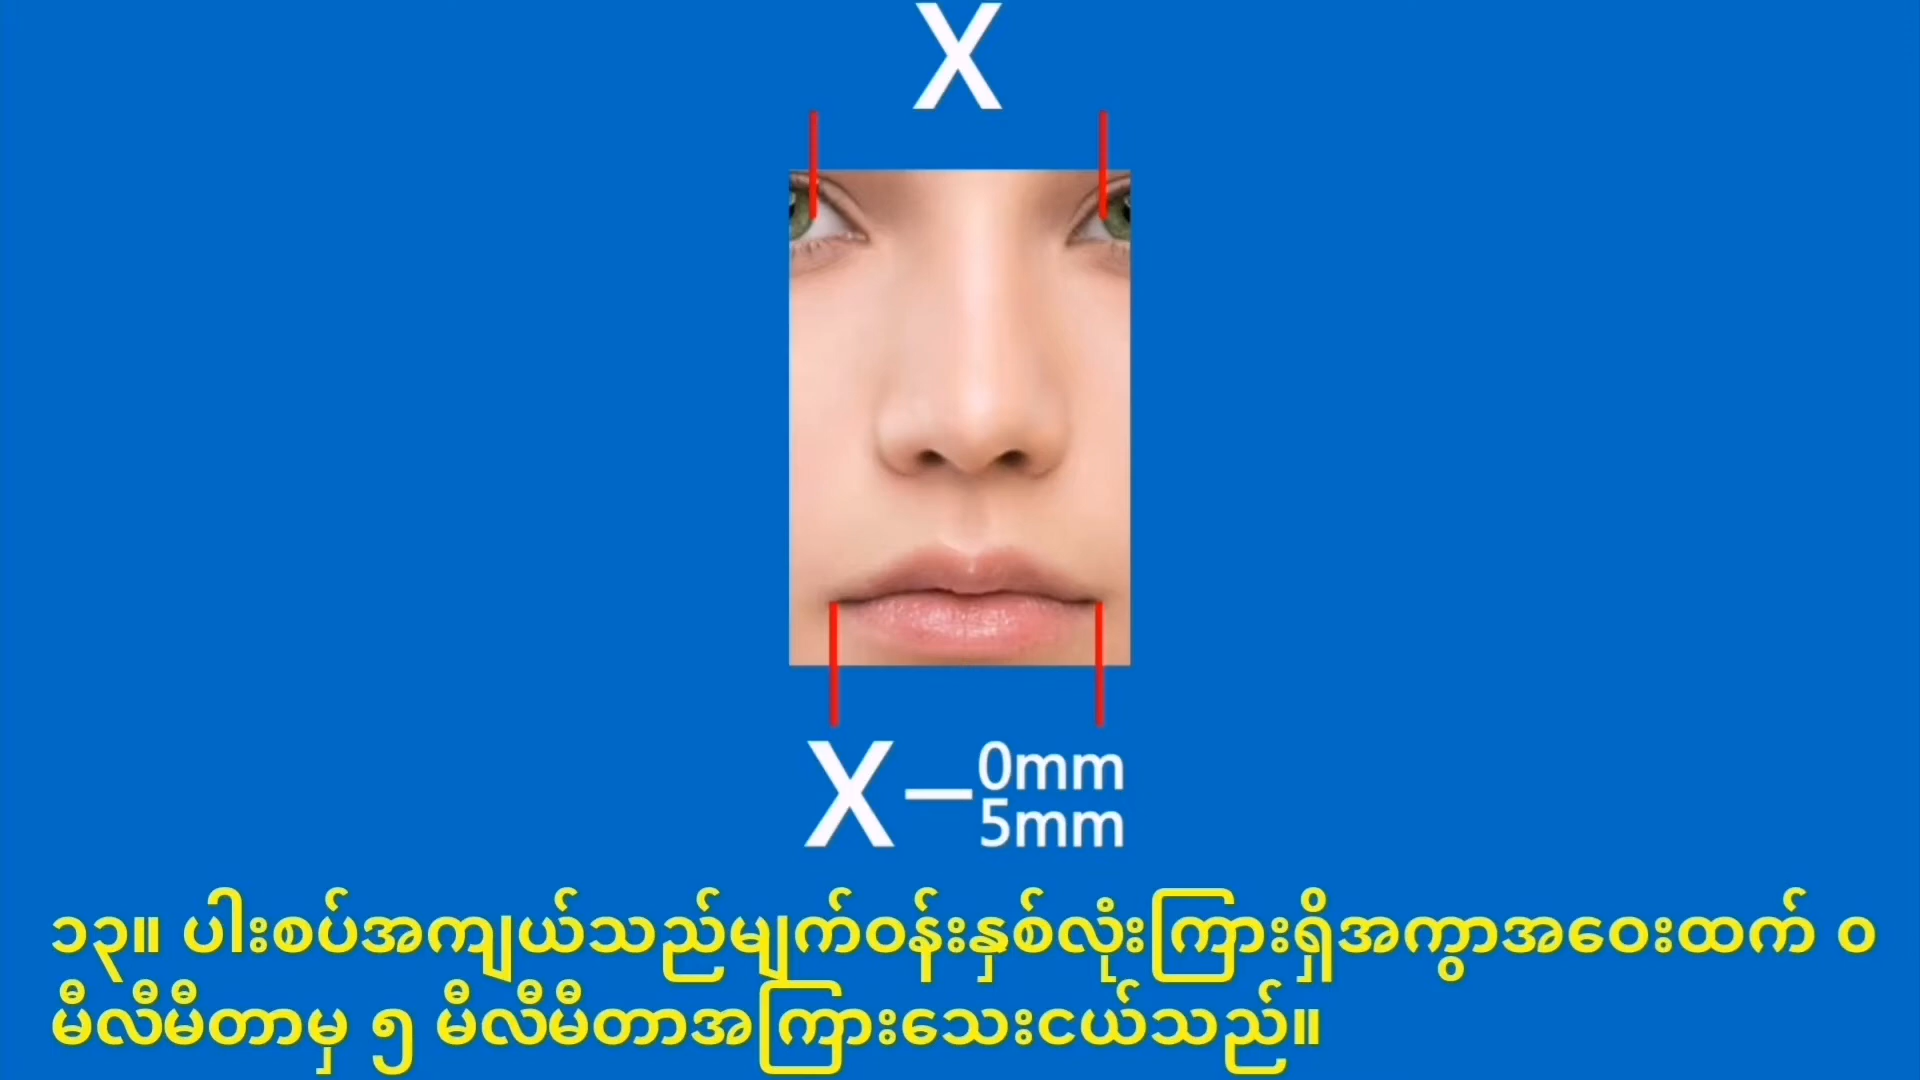 X
X – 0mm
5mm
၁၃။ ပါးစပ်အကျယ်သည်မျက်ဝန်းနှစ်လုံးကြားရှိအကွာအဝေးထက် ၀
မီလီမီတာမှ ၅ မီလီမီတာအကြားသေးငယ်သည်။